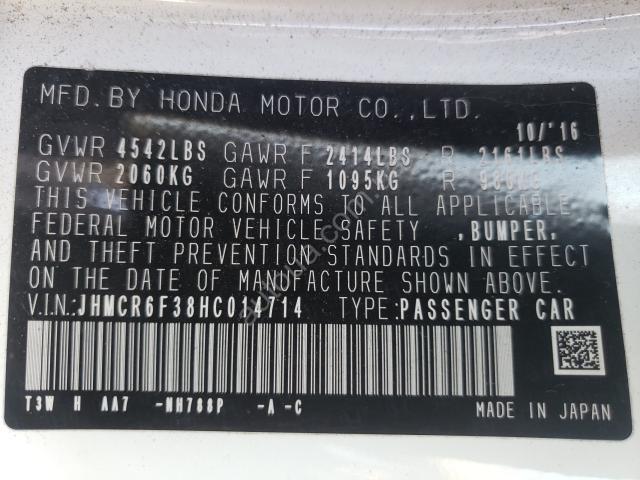 MFD. BY HONDA MOTOR CO., LTD.
10/'16
GVWR 4542LBS GAWR F 2414LBS R 2161LBS
GVWR 2060KG GAWR F 1095KG R KG
THIS VEHICLE CONFORMS TO ALL APPLICABLE
FEDERAL MOTOR VEHICLE SAFETY ,BUMPER,
AND THEFT PREVENTION STANDARDS IN EFFECT
ON THE DATE OF MANUFACTURE SHOWN ABOVE.
V.I.N.: TYPE:PASSENGER CAR
T3W H AA7 -NH788P -A -C
MADE IN JAPAN